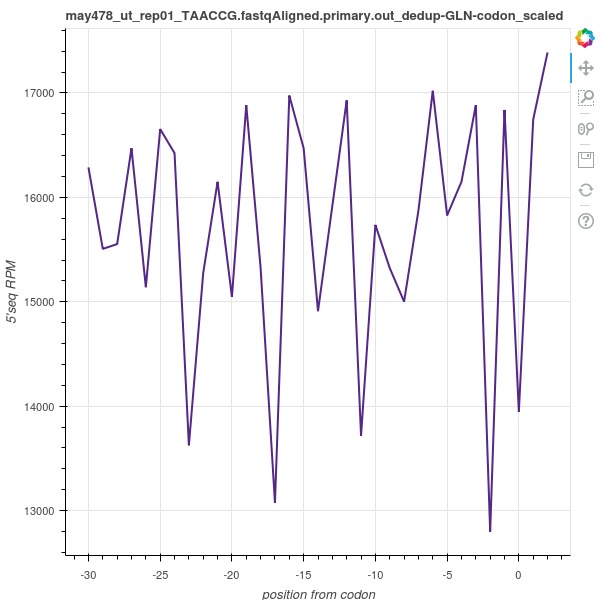 may478_ut_rep01_TAACCG.fastqAligned.primary.out_dedup-GLN-codon_scaled
17000
16000
15000
14000
13000
5'seq RPM
-30 -25 -20 -15 -10 -5 0
position from codon